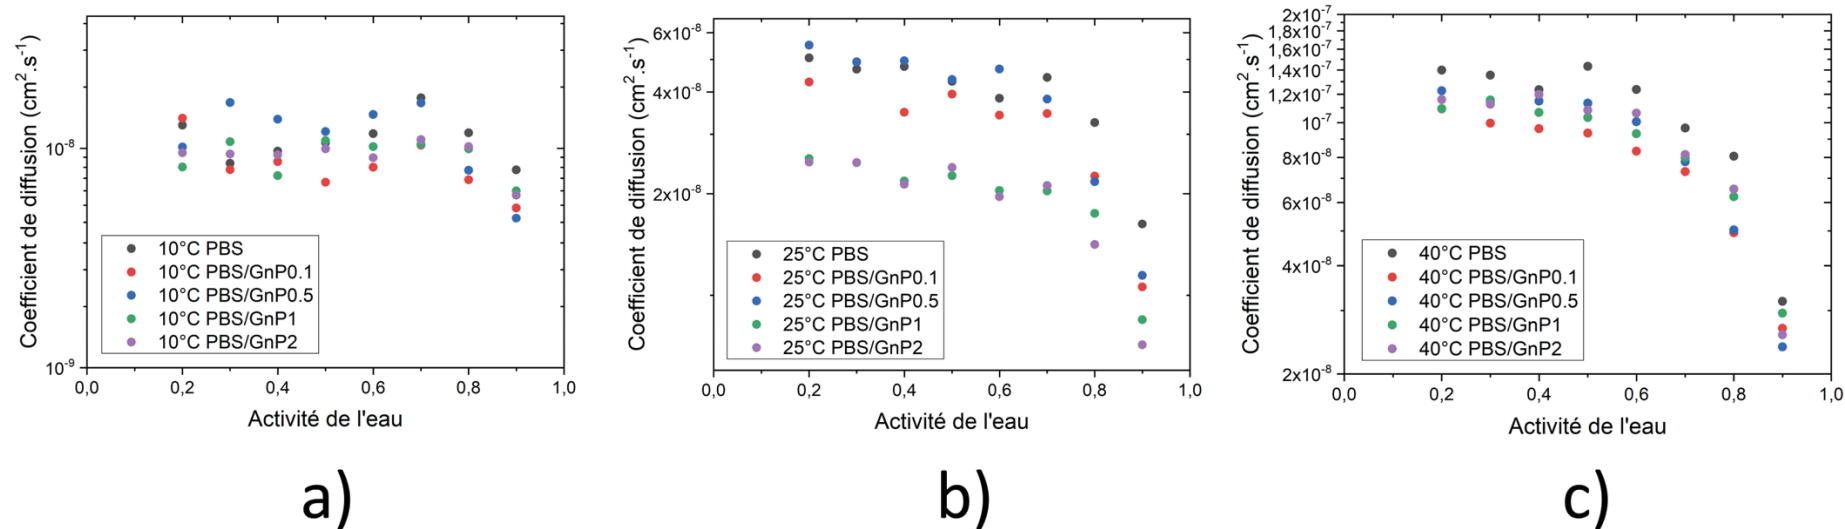 Coefficient de diffusion (cm².s⁻¹)
10⁻⁸
10⁻⁹
10°C PBS
10°C PBS/GnP0.1
10°C PBS/GnP0.5
10°C PBS/GnP1
10°C PBS/GnP2
0,0 0,2 0,4 0,6 0,8 1,0
Activité de l'eau
a)
Coefficient de diffusion (cm².s⁻¹)
6x10⁻⁸
4x10⁻⁸
2x10⁻⁸
25°C PBS
25°C PBS/GnP0.1
25°C PBS/GnP0.5
25°C PBS/GnP1
25°C PBS/GnP2
0,0 0,2 0,4 0,6 0,8 1,0
Activité de l'eau
b)
Coefficient de diffusion (cm².s⁻¹)
2x10⁻⁷
1,8x10⁻⁷
1,6x10⁻⁷
1,4x10⁻⁷
1,2x10⁻⁷
10⁻⁷
8x10⁻⁸
6x10⁻⁸
4x10⁻⁸
2x10⁻⁸
40°C PBS
40°C PBS/GnP0.1
40°C PBS/GnP0.5
40°C PBS/GnP1
40°C PBS/GnP2
0,0 0,2 0,4 0,6 0,8 1,0
Activité de l'eau
c)